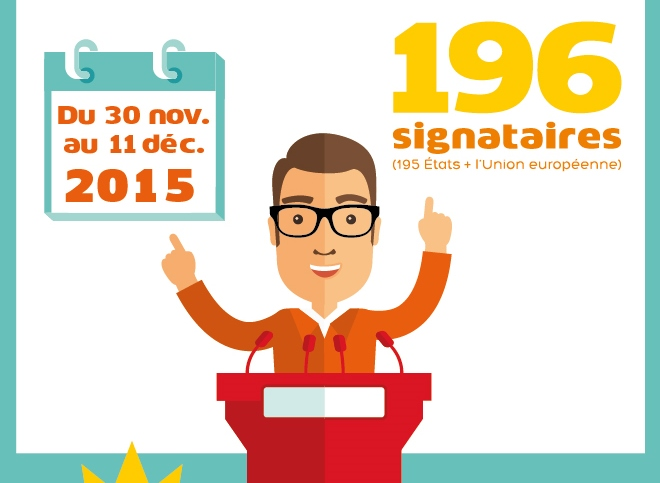 Du 30 nov.
au 11 déc.
2015
196
signataires
(195 États + l'Union européenne)